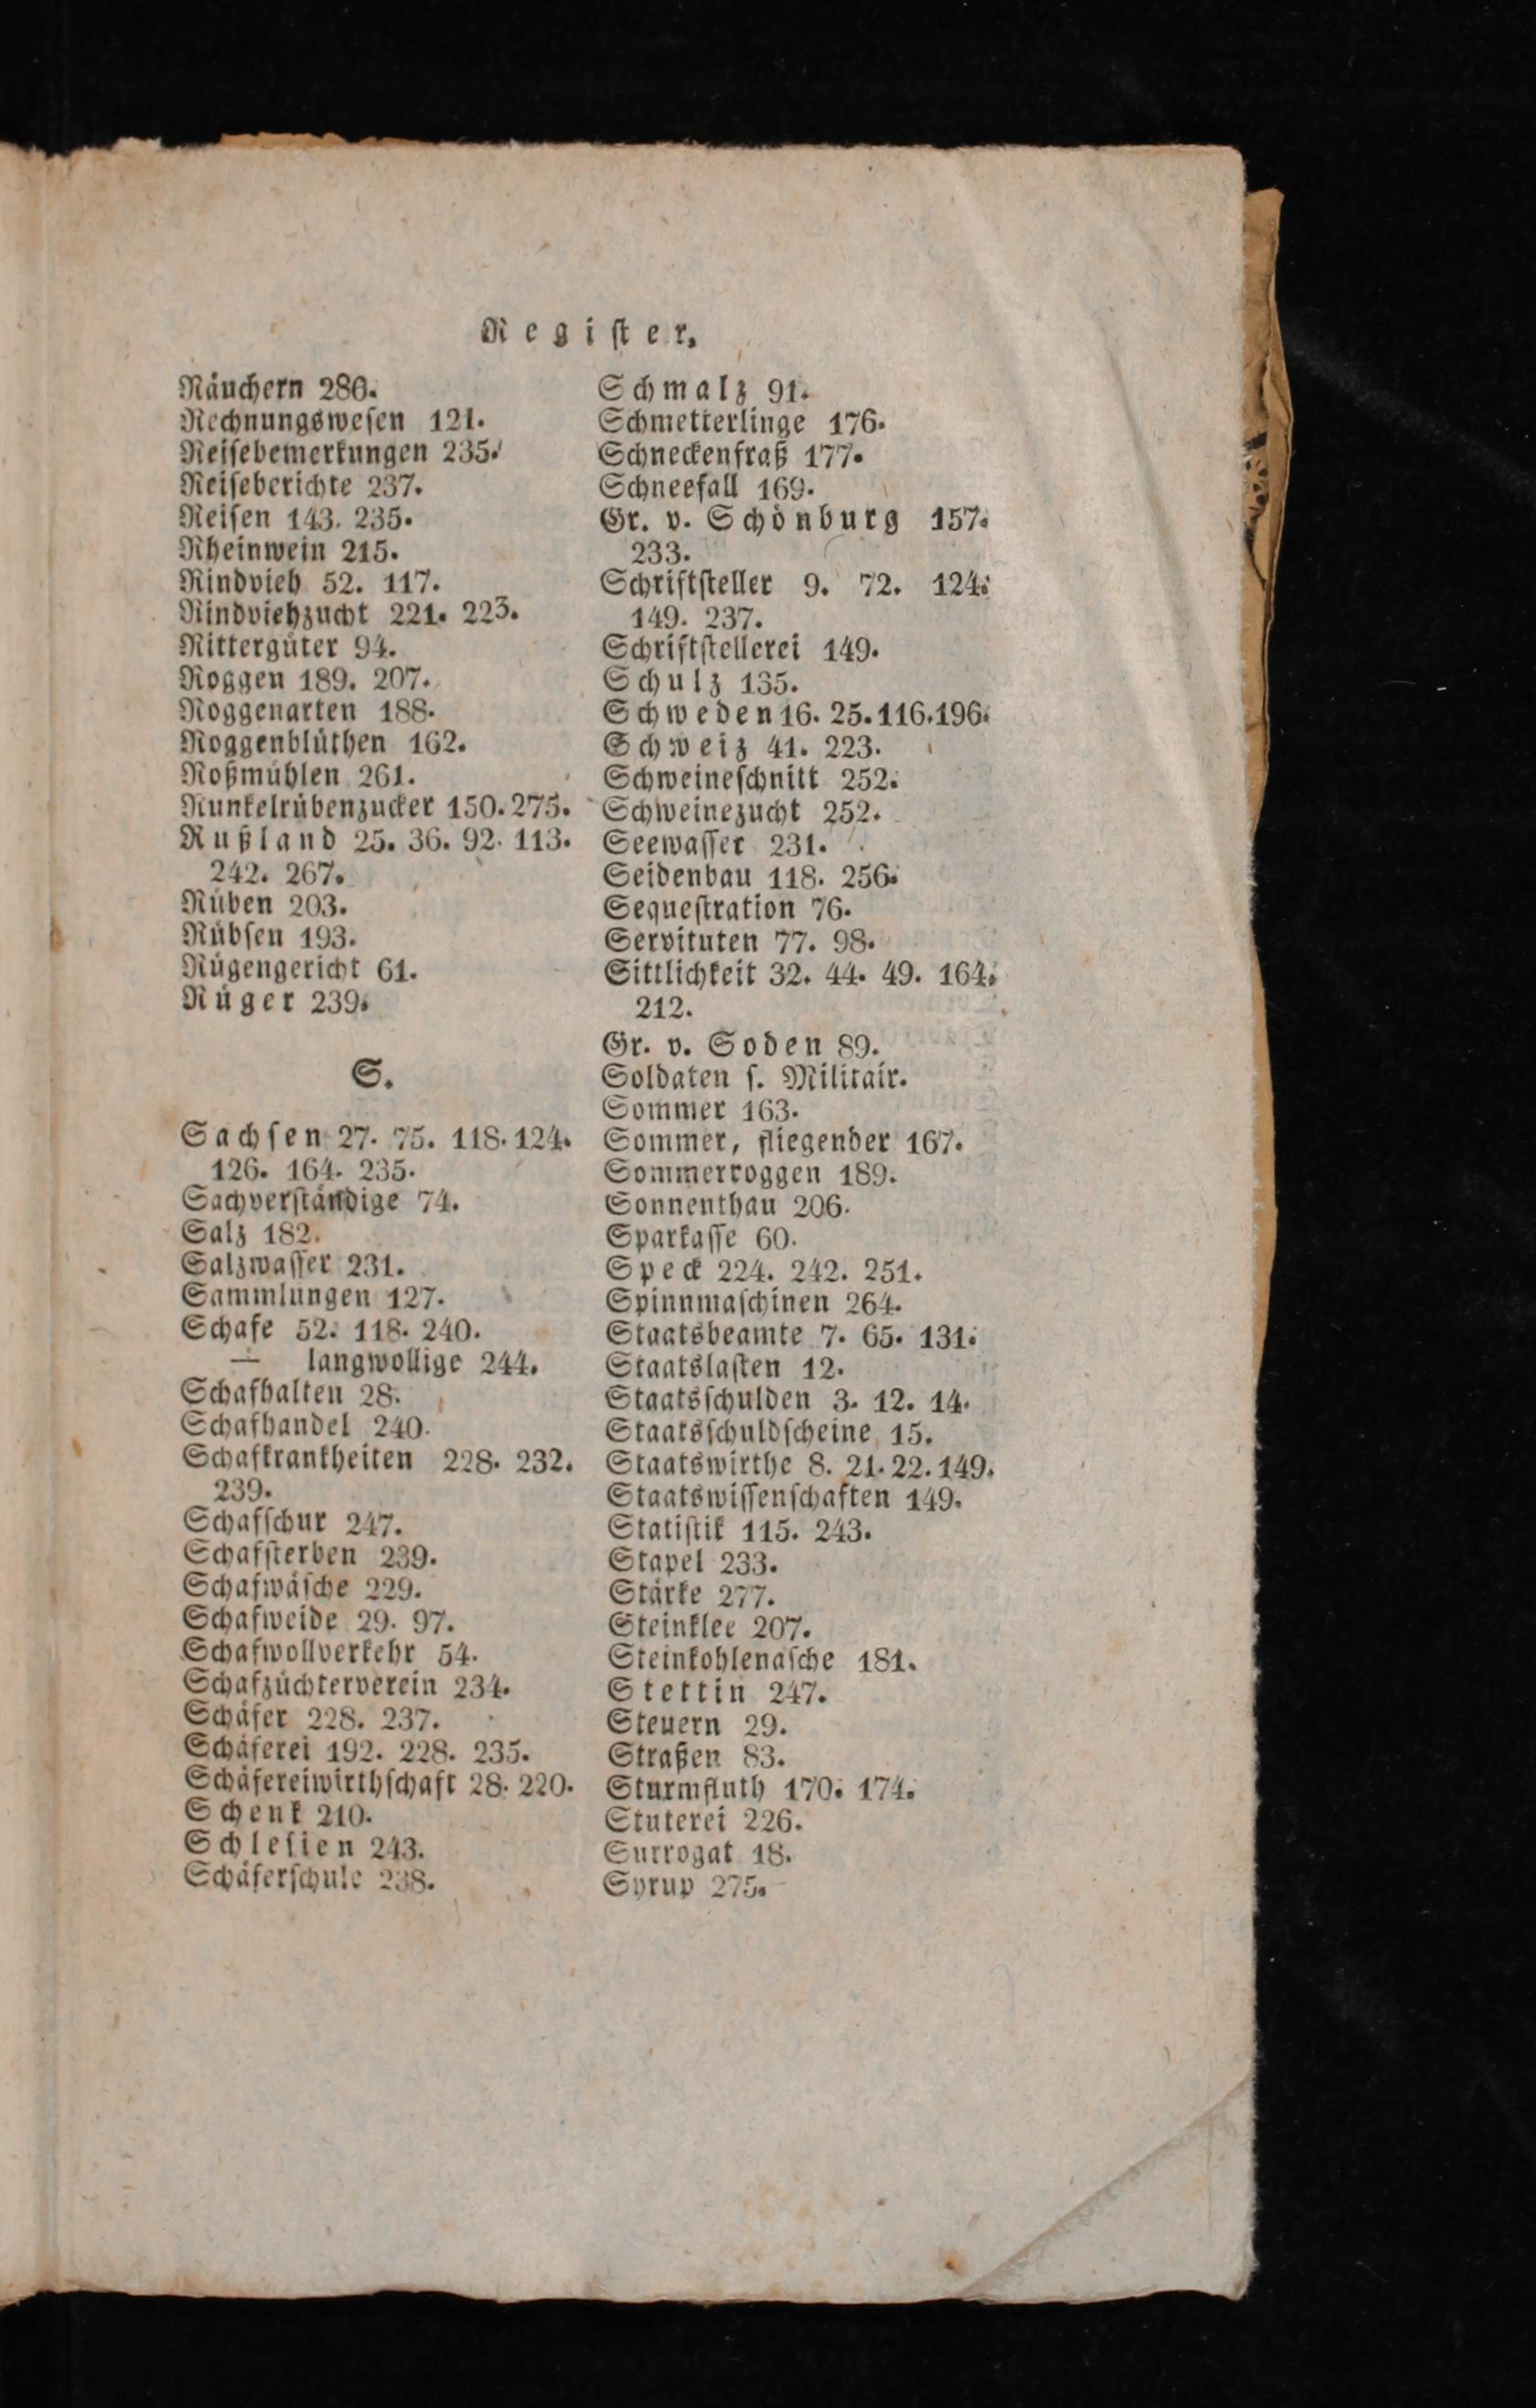 Regiſter.
Räuchern 280.
Rechnungsweſen 121.
Reiſebemerkungen 235.
Reiſeberichte 237.
Reiſen 143. 235.
Rheinwein 215.
Rindvieh 52. 117.
Rindviehzucht 221. 223.
Rittergüter 94.
Roggen 189. 207.
Roggenarten 188.
Roggenblüthen 162.
Roßmühlen 261.
Runkelrübenzucker 150. 275.
Rußland 25. 36. 92. 113.
242. 267.
Rüben 203.
Rübſen 193.
Rügengericht 61.
Rüger 239.
S.
Sachſen 27. 75. 118. 124.
126. 164. 235.
Sachverſtändige 74.
Salz 182.
Salzwaſſer 231.
Sammlungen 127.
Schafe 52. 118. 240.
— langwollige 244.
Schafhalten 28.
Schafhandel 240.
Schafkrankheiten 228. 232.
239.
Schafſchur 247.
Schafſterben 239.
Schafwäſche 229.
Schafweide 29. 97.
Schafwollverkehr 54.
Schafzüchterverein 234.
Schäfer 228. 237.
Schäferei 192. 228. 235.
Schäfereiwirthſchaft 28. 220.
Schenk 210.
Schleſien 243.
Schäferſchule 238.
Schmalz 91.
Schmetterlinge 176.
Schneckenfraß 177.
Schneefall 169.
Gr. v. Schönburg 157.
233.
Schriftſteller 9. 72. 124.
149. 237.
Schriftſtellerei 149.
Schulz 135.
Schweden 16. 25. 116. 196.
Schweiz 41. 223.
Schweineſchnitt 252.
Schweinezucht 252.
Seewaſſer 231.
Seidenbau 118. 256.
Sequeſtration 76.
Servituten 77. 98.
Sittlichkeit 32. 44. 49. 164.
212.
Gr. v. Soden 89.
Soldaten ſ. Militair.
Sommer 163.
Sommer, fliegender 167.
Sommerroggen 189.
Sonnenthau 206.
Sparkaſſe 60.
Speck 224. 242. 251.
Spinnmaſchinen 264.
Staatsbeamte 7. 65. 131.
Staatslaſten 12.
Staatsſchulden 3. 12. 14.
Staatsſchuldſcheine 15.
Staatswirthe 8. 21. 22. 149.
Staatswiſſenſchaften 149.
Statiſtik 115. 243.
Stapel 233.
Stärke 277.
Steinklee 207.
Steinkohlenaſche 181.
Stettin 247.
Steuern 29.
Straßen 83.
Sturmfluth 170. 174.
Stuterei 226.
Surrogat 18.
Syrup 275.